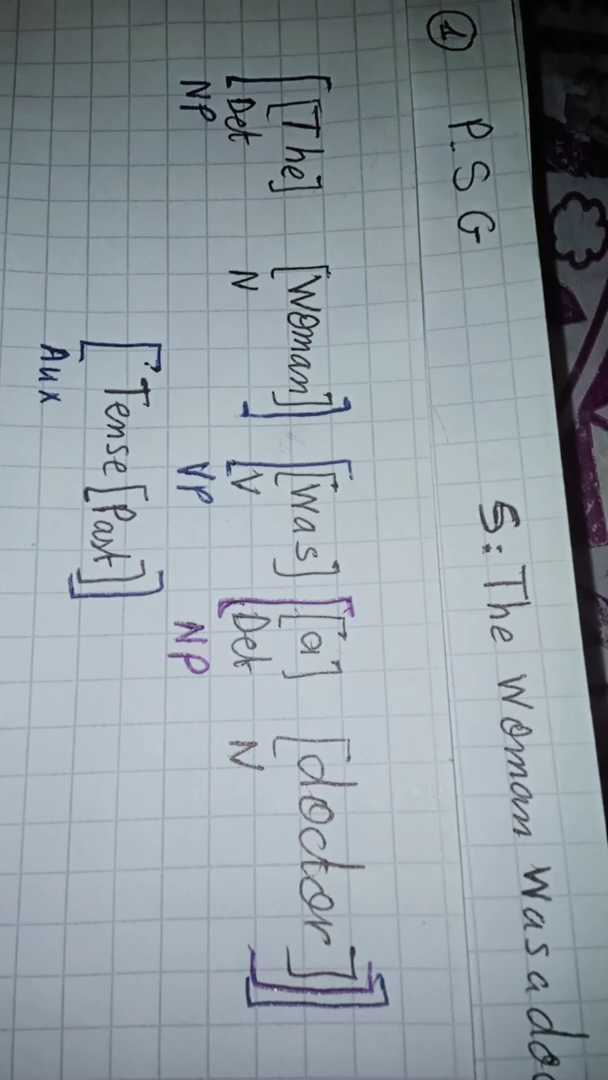 ① P.S.G S: The woman was a doc
[[The] [woman]] [[was] [[a] [doctor]]]
Det N V Det N
NP VP NP
[Tense [Past]]
Aux